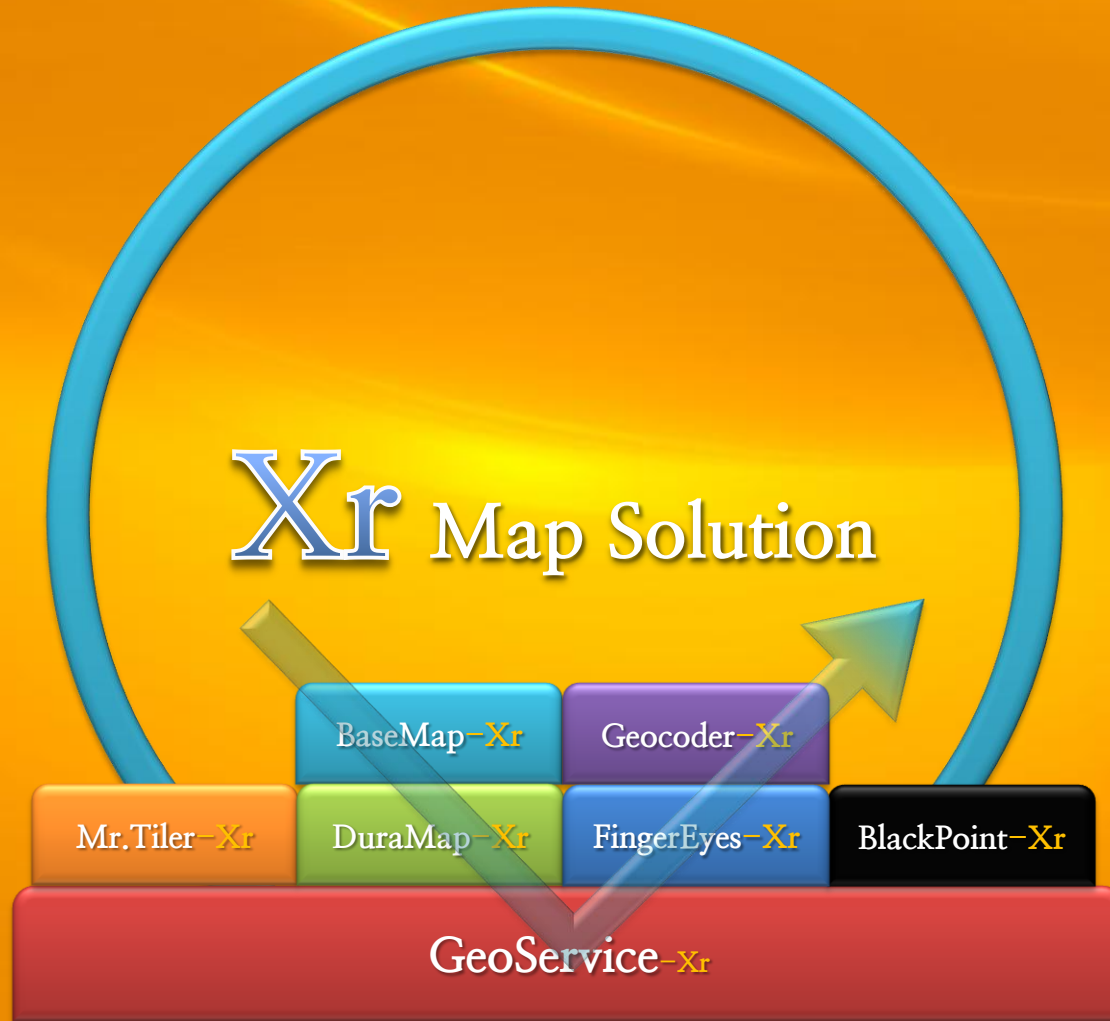 Xr Map Solution
BaseMap-Xr
Geocoder-Xr
Mr.Tiler-Xr
DuraMap-Xr
FingerEyes-Xr
BlackPoint-Xr
GeoService-Xr